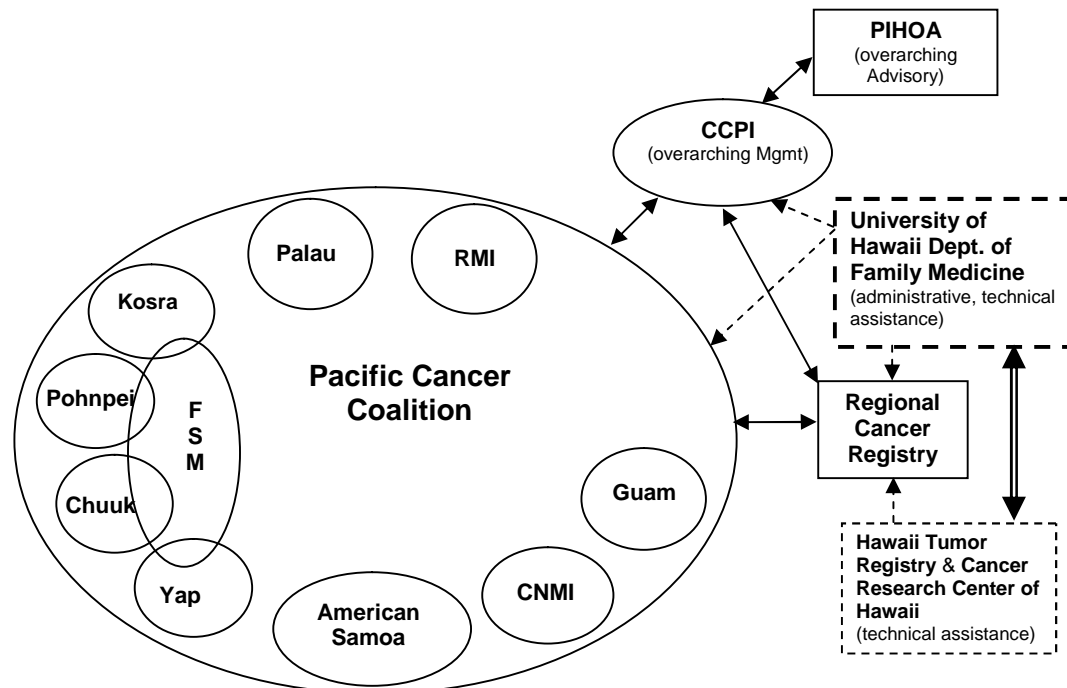 PIHOA
(overarching
Advisory)
CCPI
(overarching Mgmt)
University of
Hawaii Dept. of
Family Medicine
(administrative, technical
assistance)
Palau
RMI
Kosra
Pohnpei
F
S
M
Chuuk
Yap
Pacific Cancer
Coalition
American
Samoa
CNMI
Guam
Regional
Cancer
Registry
Hawaii Tumor
Registry & Cancer
Research Center of
Hawaii
(technical assistance)